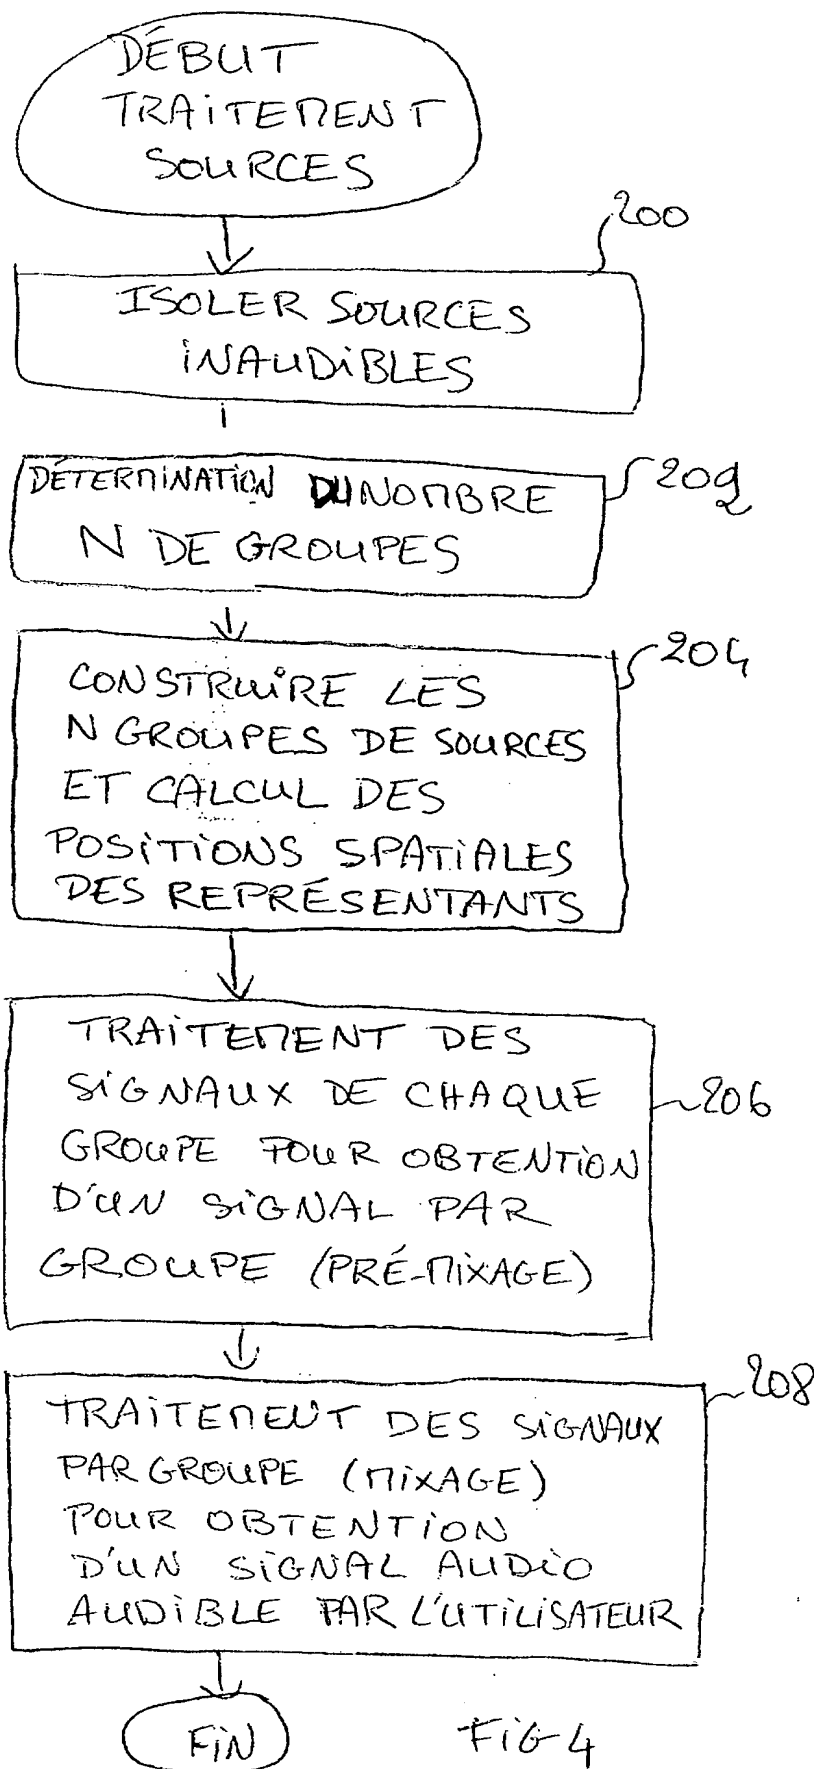 DÉBUT
TRAiTEMENT
SOURCES
200
ISOLER SOURCES
iNAUDiBLES
DÉTERMiNATiON DU NOMBRE
202
N DE GROUPES
204
CONSTRUiRE LES
N GROUPES DE SOURCES
ET CALCUL DES
POSiTiONS SPATiALES
DES REPRÉSENTANTS
TRAiTEMENT DES
SiGNAUX DE CHAQUE
206
GROUPE POUR OBTENTiON
D'UN SiGNAL PAR
GROUPE (PRÉ-MiXAGE)
208
TRAiTEMENT DES SiGNAUX
PAR GROUPE (MiXAGE)
POUR OBTENTiON
D'UN SiGNAL AUDiO
AUDiBLE PAR L'UTiLiSATEUR
FiN
FiG 4